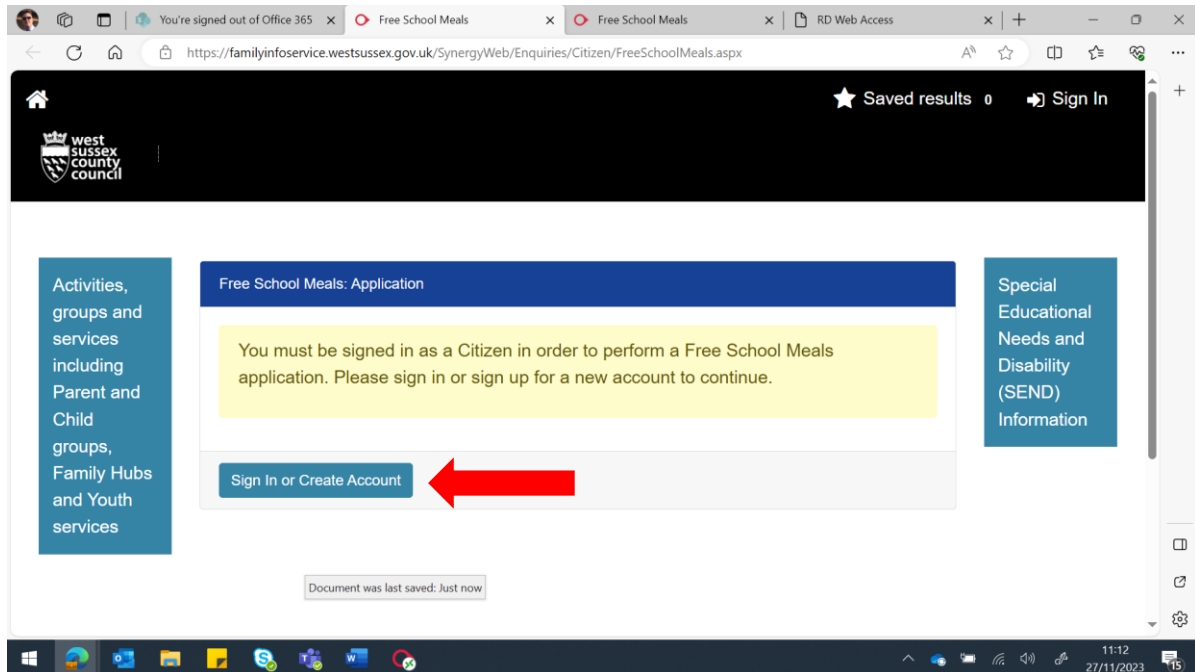 You're signed out of Office 365
Free School Meals
Free School Meals
RD Web Access
https://familyinfoservice.westsussex.gov.uk/SynergyWeb/Enquiries/Citizen/FreeSchoolMeals.aspx
Saved results 0
Sign In
west
sussex
county
council
Activities,
groups and
services
including
Parent and
Child
groups,
Family Hubs
and Youth
services
Free School Meals: Application
You must be signed in as a Citizen in order to perform a Free School Meals
application. Please sign in or sign up for a new account to continue.
Sign In or Create Account
Special
Educational
Needs and
Disability
(SEND)
Information
Document was last saved: Just now
11:12
27/11/2023
15